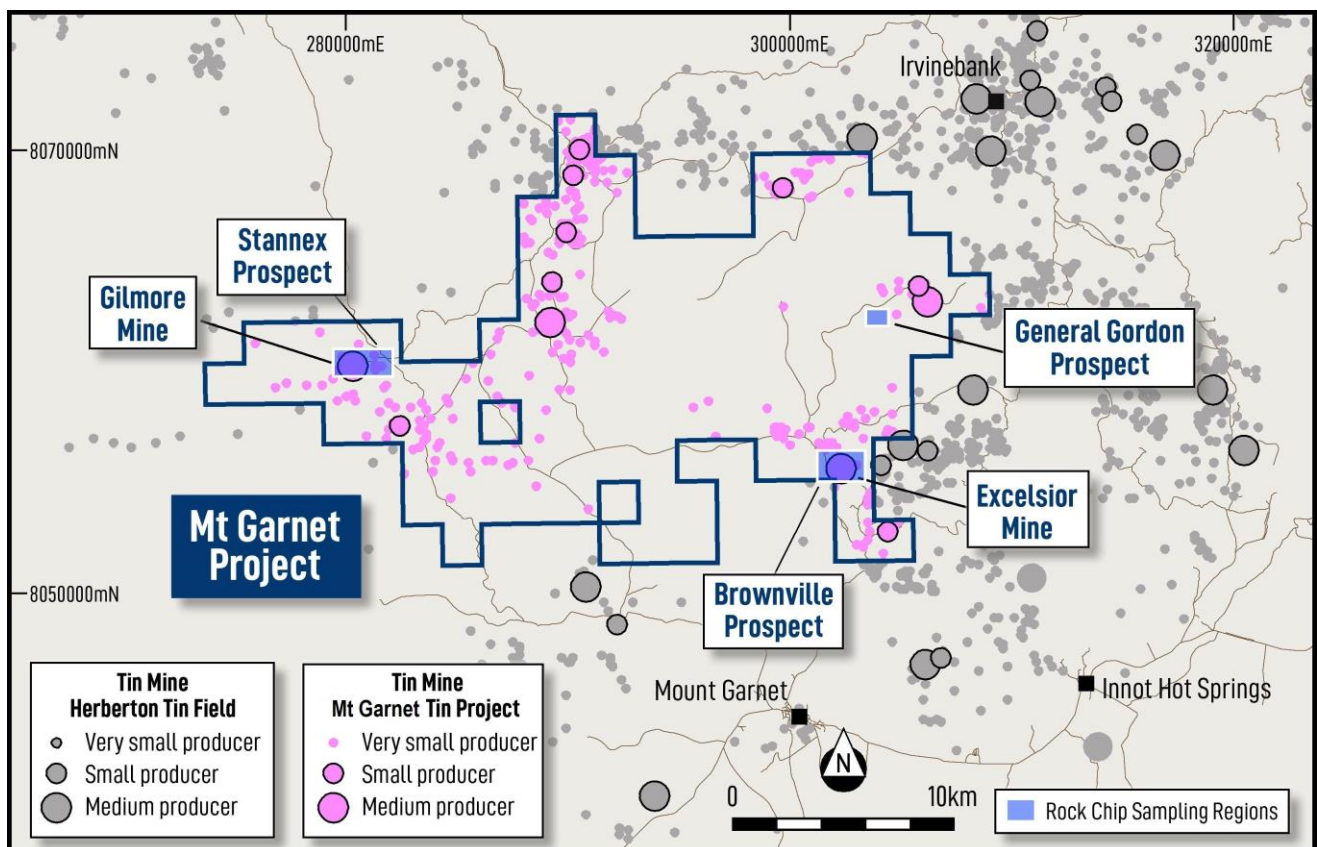 280000mE
300000mE
320000mE
Irvinebank
8070000mN
Stannex
Prospect
Gilmore
Mine
General Gordon
Prospect
Mt Garnet
Project
Excelsior
Mine
8050000mN
Brownville
Prospect
Tin Mine
Herberton Tin Field
Very small producer
Small producer
Medium producer
Tin Mine
Mt Garnet Tin Project
Very small producer
Small producer
Medium producer
Mount Garnet
Innot Hot Springs
N
0 10km
Rock Chip Sampling Regions